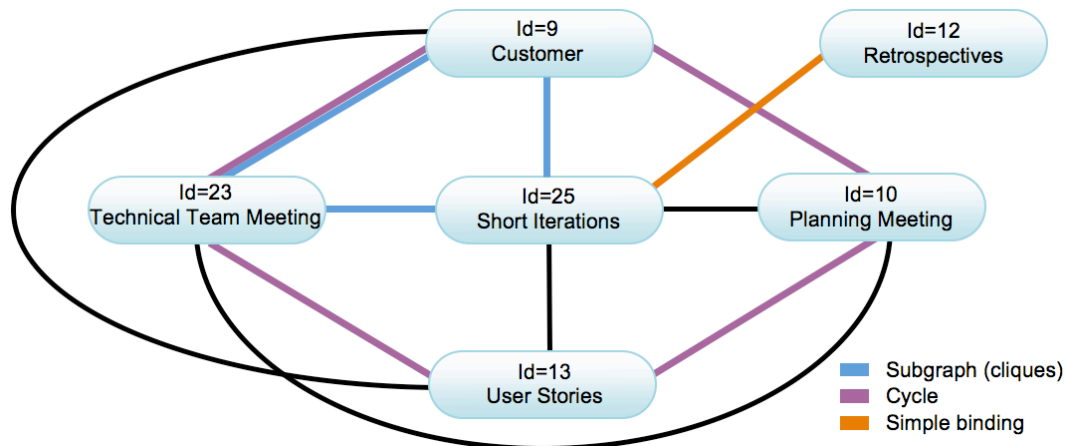 Id=9
Customer
Id=12
Retrospectives
Id=23
Technical Team Meeting
Id=25
Short Iterations
Id=10
Planning Meeting
Id=13
User Stories
Subgraph (cliques)
Cycle
Simple binding